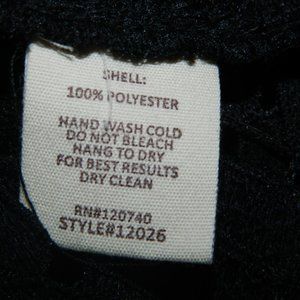 SHELL:
100% POLYESTER
HAND WASH COLD
DO NOT BLEACH
HANG TO DRY
FOR BEST RESULTS
DRY CLEAN
RN#120740
STYLE#12026